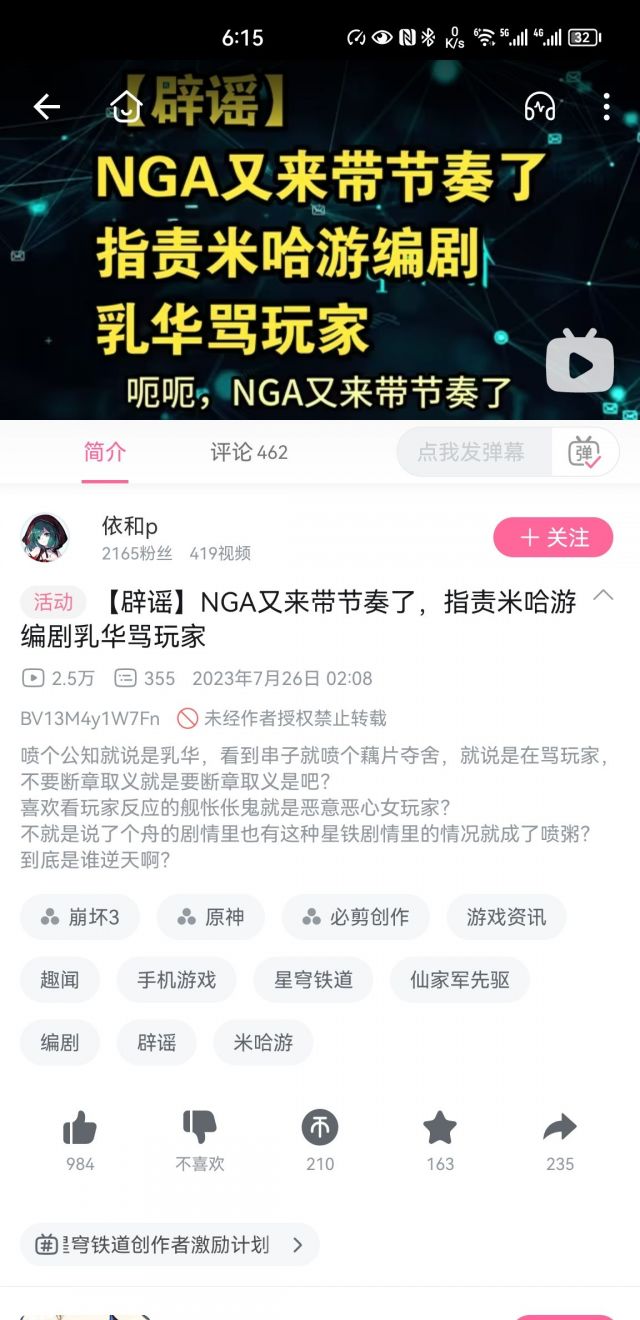 6:15
0 K/s
6
5G
4G
32
【辟谣】
NGA又来带节奏了
指责米哈游编剧
乳华骂玩家
呃呃，NGA又来带节奏了
简介
评论 462
点我发弹幕
弹
依和p
2165粉丝 419视频
+ 关注
活动 【辟谣】NGA又来带节奏了，指责米哈游
编剧乳华骂玩家
2.5万 355 2023年7月26日 02:08
BV13M4y1W7Fn 未经作者授权禁止转载
喷个公知就说是乳华，看到串子就喷个藕片夺舍，就说是在骂玩家，
不要断章取义就是要断章取义是吧？
喜欢看玩家反应的舰怅伥鬼就是恶意恶心女玩家？
不就是说了个舟的剧情里也有这种星铁剧情里的情况就成了喷粥？
到底是谁逆天啊？
崩坏3 原神 必剪创作 游戏资讯
趣闻 手机游戏 星穹铁道 仙家军先驱
编剧 辟谣 米哈游
984 不喜欢 210 163 235
星穹铁道创作者激励计划